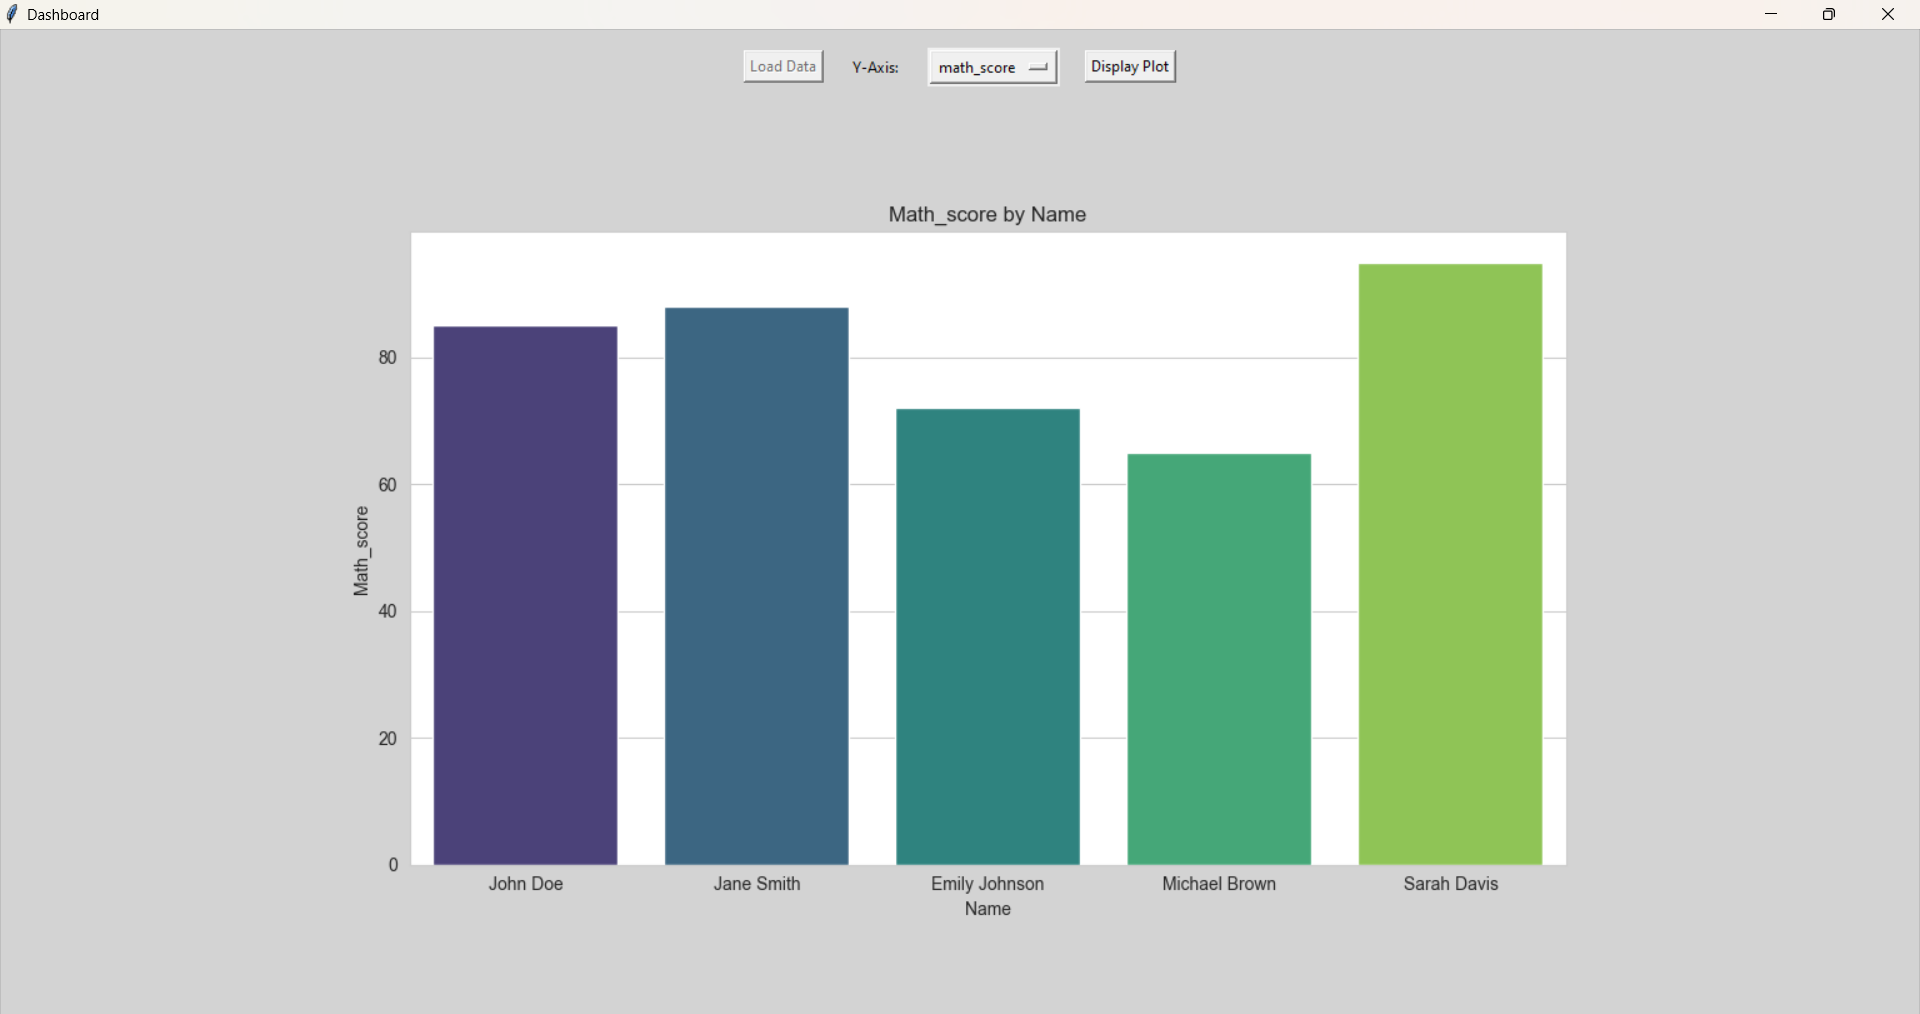 Dashboard
Load Data Y-Axis: math_score Display Plot
Math_score by Name
80
60
40
20
0
Math_score
John Doe Jane Smith Emily Johnson Michael Brown Sarah Davis
Name